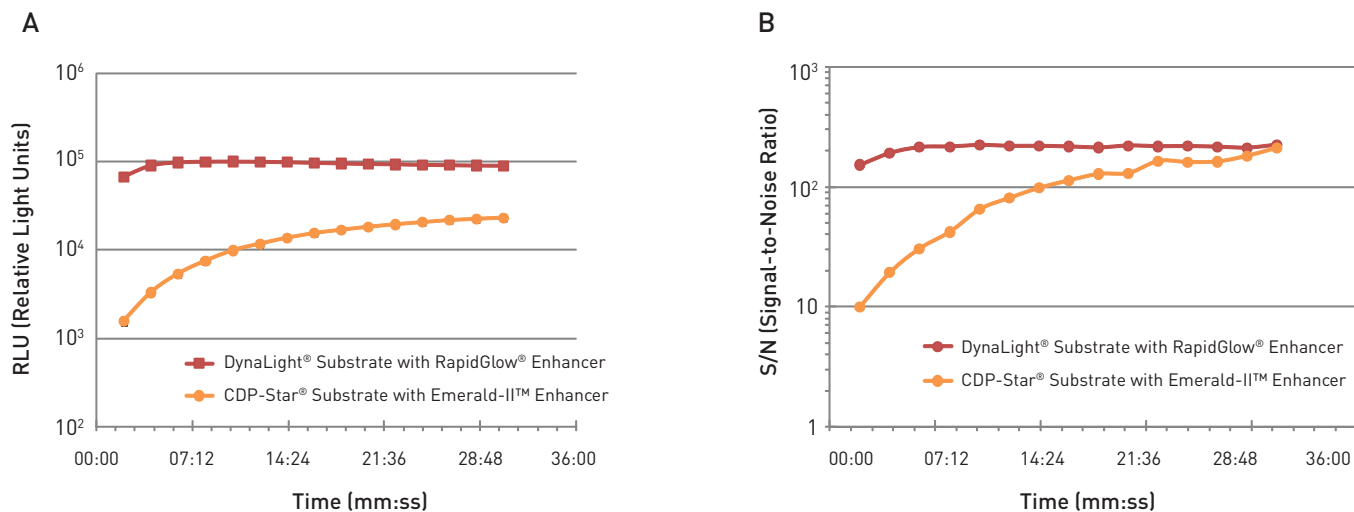 A
RLU (Relative Light Units)
10⁶
10⁵
10⁴
10³
10²
DynaLight® Substrate with RapidGlow® Enhancer
CDP-Star® Substrate with Emerald-II™ Enhancer
00:00 07:12 14:24 21:36 28:48 36:00
Time (mm:ss)
B
S/N (Signal-to-Noise Ratio)
10³
10²
10
1
DynaLight® Substrate with RapidGlow® Enhancer
CDP-Star® Substrate with Emerald-II™ Enhancer
00:00 07:12 14:24 21:36 28:48 36:00
Time (mm:ss)